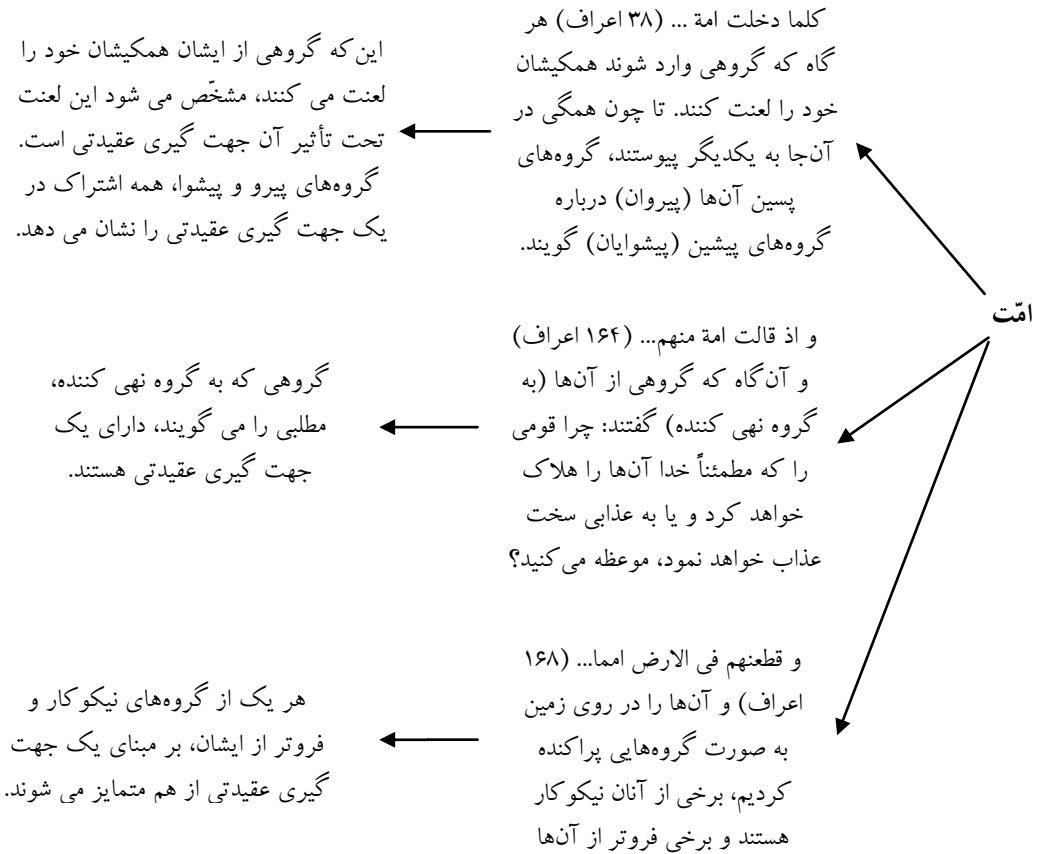 امّت
کلما دخلت امة ... (۳۸ اعراف) هر
گاه که گروهی وارد شوند همکیشان
خود را لعنت کنند. تا چون همگی در
آن‌جا به یکدیگر پیوستند، گروه‌های
پسین آن‌ها (پیروان) درباره
گروه‌های پیشین (پیشوایان) گویند.
این‌که گروهی از ایشان همکیشان خود را
لعنت می کنند، مشخّص می شود این لعنت
تحت تأثیر آن جهت گیری عقیدتی است.
گروه‌های پیرو و پیشوا، همه اشتراک در
یک جهت گیری عقیدتی را نشان می دهد.
و اذ قالت امة منهم... (۱۶۴ اعراف)
و آن‌گاه که گروهی از آن‌ها (به
گروه نهی کننده) گفتند: چرا قومی
را که مطمئناً خدا آن‌ها را هلاک
خواهد کرد و یا به عذابی سخت
عذاب خواهد نمود، موعظه می‌کنید؟
گروهی که به گروه نهی کننده،
مطلبی را می گویند، دارای یک
جهت گیری عقیدتی هستند.
و قطعنهم فی الارض امما... (۱۶۸
اعراف) و آن‌ها را در روی زمین
به صورت گروه‌هایی پراکنده
کردیم، برخی از آنان نیکوکار
هستند و برخی فروتر از آن‌ها
هر یک از گروه‌های نیکوکار و
فروتر از ایشان، بر مبنای یک جهت
گیری عقیدتی از هم متمایز می شوند.